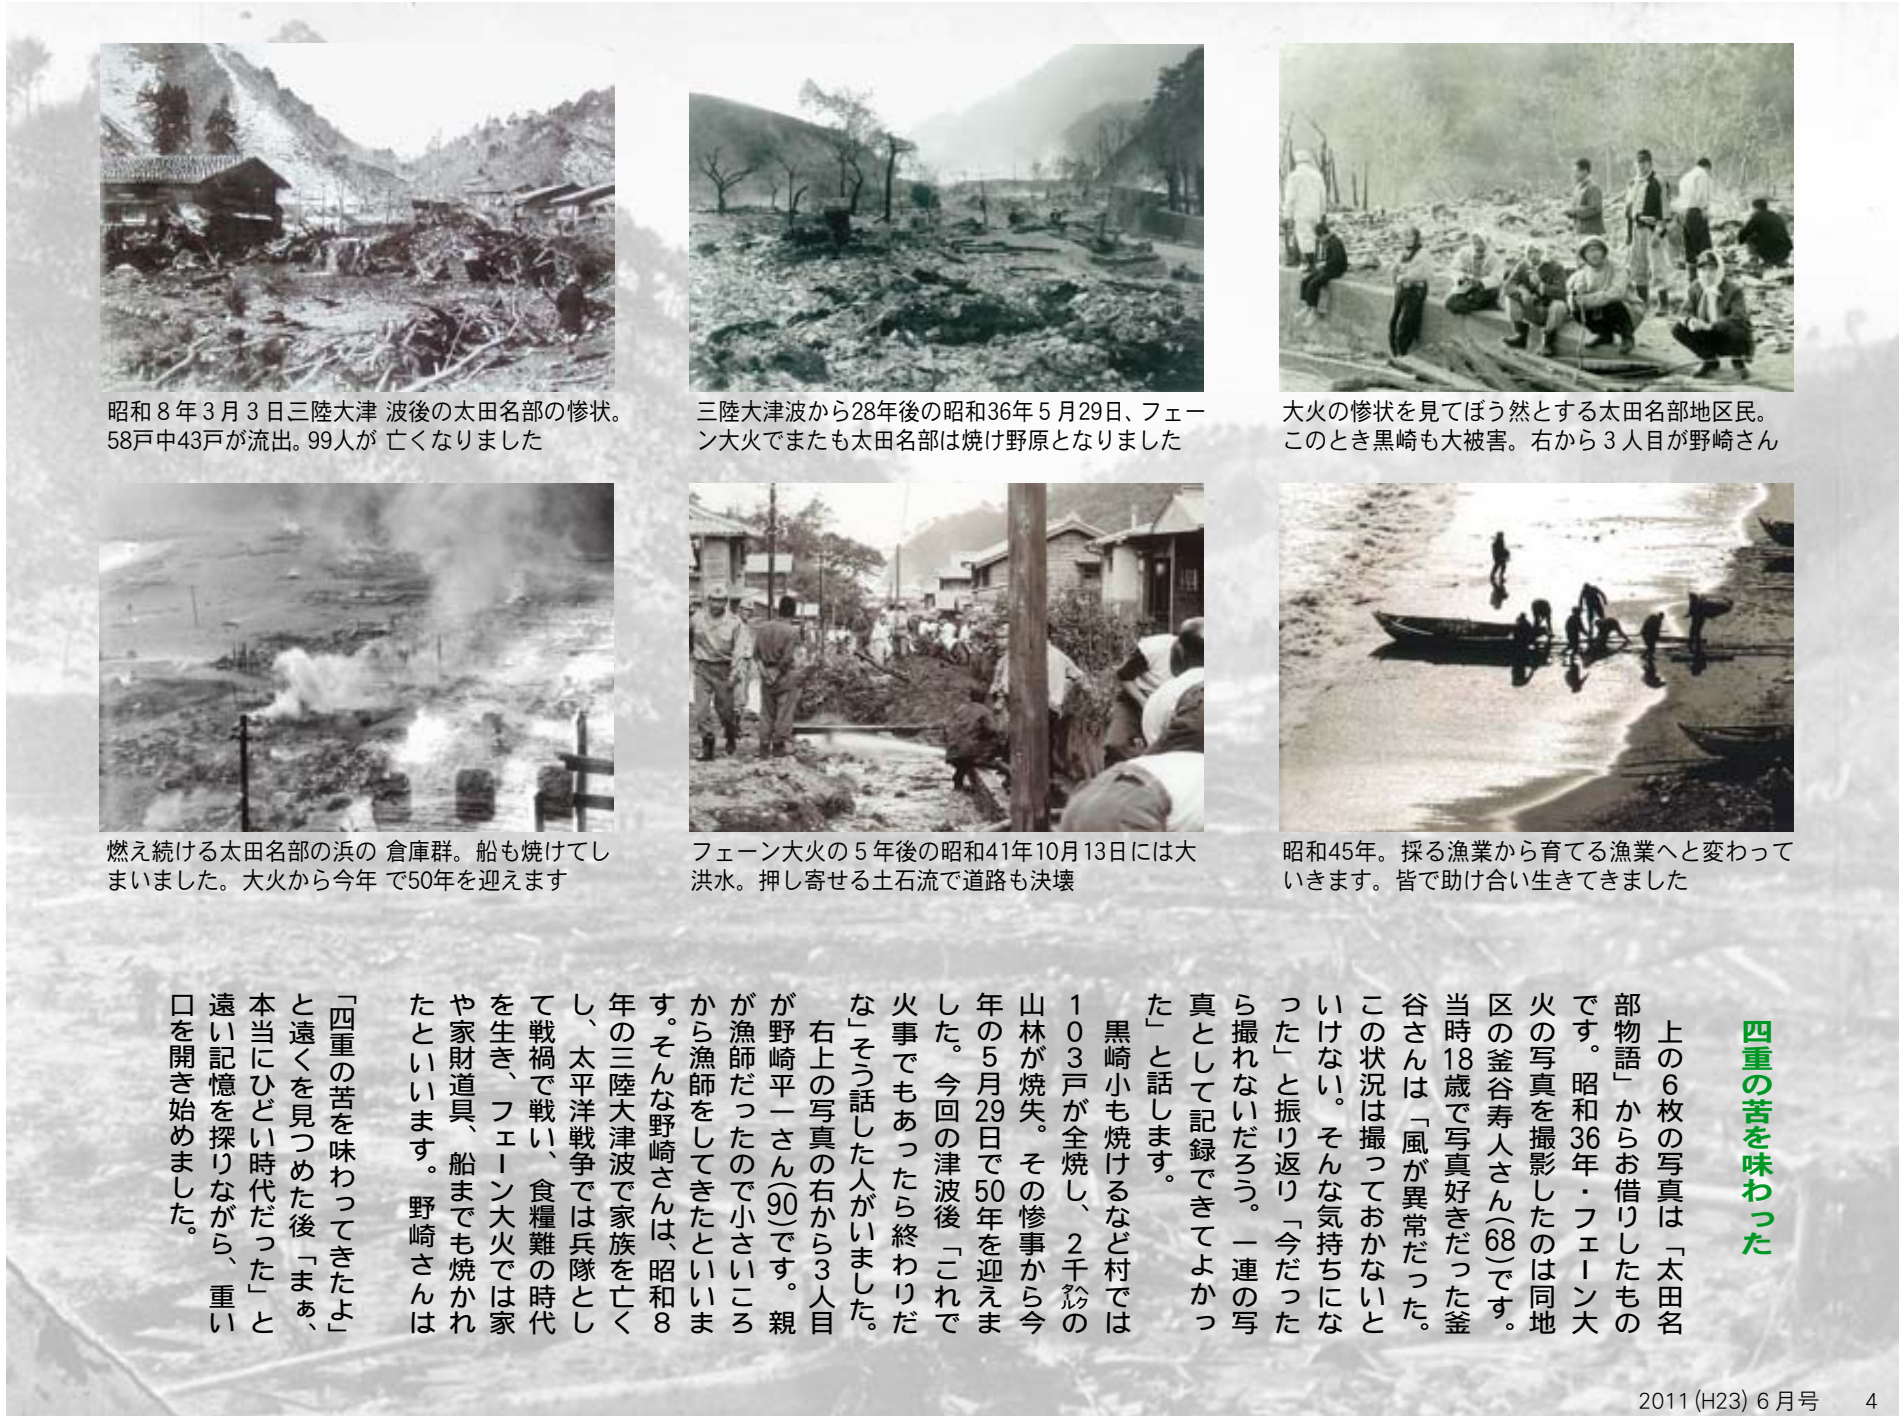 昭和８年３月３日三陸大津 波後の太田名部の惨状。
58戸中43戸が流出。99人が 亡くなりました
三陸大津波から28年後の昭和36年５月29日、フェー
ン大火でまたも太田名部は焼け野原となりました
大火の惨状を見てぼう然とする太田名部地区民。
このとき黒崎も大被害。右から３人目が野崎さん
燃え続ける太田名部の浜の 倉庫群。船も焼けてし
まいました。大火から今年 で50年を迎えます
フェーン大火の５年後の昭和41年10月13日には大
洪水。押し寄せる土石流で道路も決壊
昭和45年。採る漁業から育てる漁業へと変わって
いきます。皆で助け合い生きてきました
四重の苦を味わった
上の６枚の写真は「太田名
部物語」からお借りしたもの
です。昭和36年・フェーン大
火の写真を撮影したのは同地
区の釜谷寿人さん(68)です。
当時18歳で写真好きだった釜
谷さんは「風が異常だった。
この状況は撮っておかないと
いけない。そんな気持ちにな
った」と振り返り「今だった
ら撮れないだろう。一連の写
真として記録できてよかっ
た」と話します。
黒崎小も焼けるなど村では
１０３戸が全焼し、２千ヘクタールの
山林が焼失。その惨事から今
年の５月29日で50年を迎えま
した。今回の津波後「これで
火事でもあったら終わりだ
な」そう話した人がいました。
右上の写真の右から３人目
が野崎平一さん(90)です。親
が漁師だったので小さいころ
から漁師をしてきたといいま
す。そんな野崎さんは、昭和８
年の三陸大津波で家族を亡く
し、太平洋戦争では兵隊とし
て戦禍で戦い、食糧難の時代
を生き、フェーン大火では家
や家財道具、船までも焼かれ
たといいます。野崎さんは
「四重の苦を味わってきたよ」
と遠くを見つめた後「まぁ、
本当にひどい時代だった」と
遠い記憶を探りながら、重い
口を開き始めました。
2011(H23)６月号 4